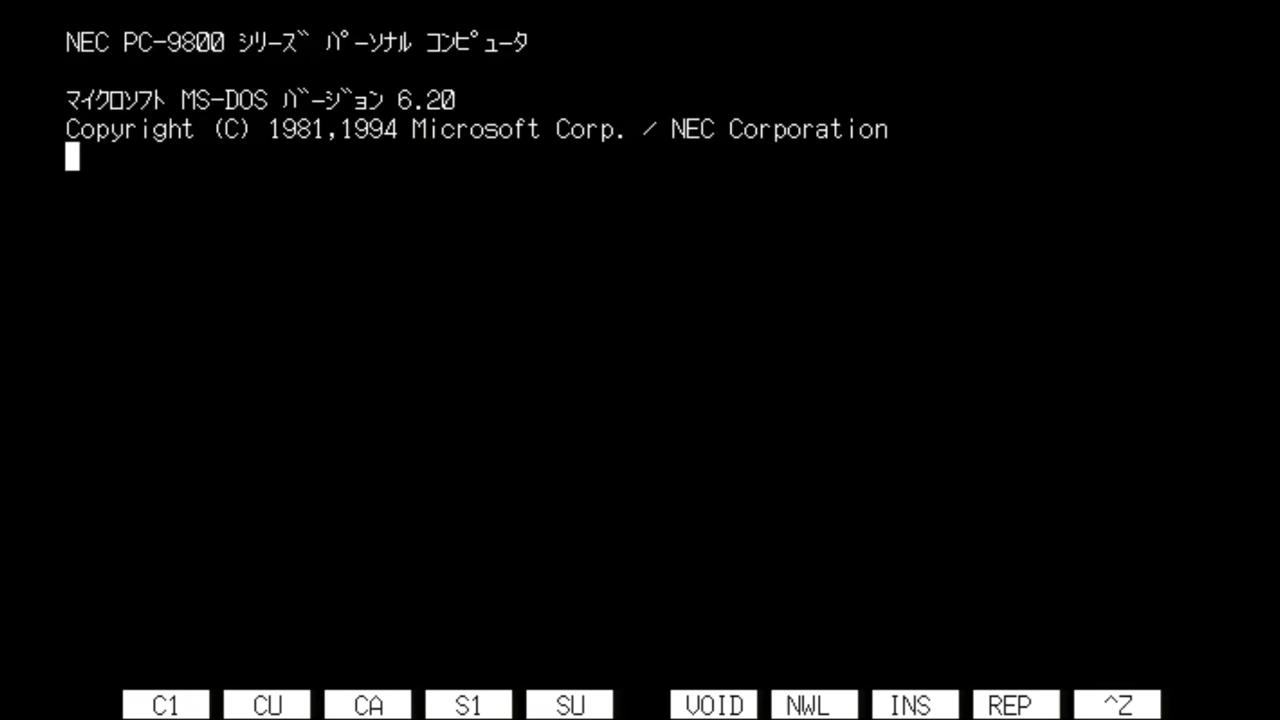 NEC PC-9800 ｼﾘｰｽﾞ ﾊﾟｰｿﾅﾙ ｺﾝﾋﾟｭｰﾀ
ﾏｲｸﾛｿﾌﾄ MS-DOS ﾊﾞｰｼﾞｮﾝ 6.20
Copyright (C) 1981,1994 Microsoft Corp. / NEC Corporation
C1 CU CA S1 SU VOID NWL INS REP ^Z